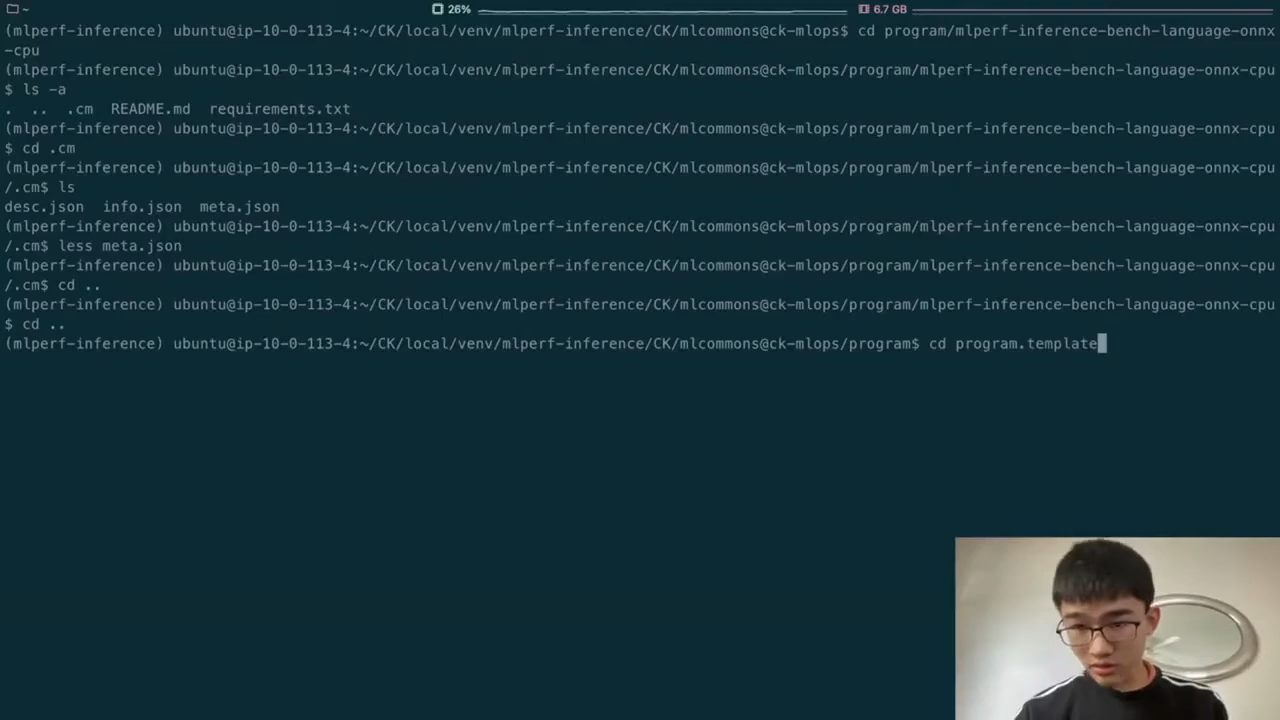 ~ 26% 6.7 GB
(mlperf-inference) ubuntu@ip-10-0-113-4:~/CK/local/venv/mlperf-inference/CK/mlcommons@ck-mlops$ cd program/mlperf-inference-bench-language-onnx
-cpu
(mlperf-inference) ubuntu@ip-10-0-113-4:~/CK/local/venv/mlperf-inference/CK/mlcommons@ck-mlops/program/mlperf-inference-bench-language-onnx-cpu
$ ls -a
. .. .cm README.md requirements.txt
(mlperf-inference) ubuntu@ip-10-0-113-4:~/CK/local/venv/mlperf-inference/CK/mlcommons@ck-mlops/program/mlperf-inference-bench-language-onnx-cpu
$ cd .cm
(mlperf-inference) ubuntu@ip-10-0-113-4:~/CK/local/venv/mlperf-inference/CK/mlcommons@ck-mlops/program/mlperf-inference-bench-language-onnx-cpu
/.cm$ ls
desc.json info.json meta.json
(mlperf-inference) ubuntu@ip-10-0-113-4:~/CK/local/venv/mlperf-inference/CK/mlcommons@ck-mlops/program/mlperf-inference-bench-language-onnx-cpu
/.cm$ less meta.json
(mlperf-inference) ubuntu@ip-10-0-113-4:~/CK/local/venv/mlperf-inference/CK/mlcommons@ck-mlops/program/mlperf-inference-bench-language-onnx-cpu
/.cm$ cd ..
(mlperf-inference) ubuntu@ip-10-0-113-4:~/CK/local/venv/mlperf-inference/CK/mlcommons@ck-mlops/program/mlperf-inference-bench-language-onnx-cpu
$ cd ..
(mlperf-inference) ubuntu@ip-10-0-113-4:~/CK/local/venv/mlperf-inference/CK/mlcommons@ck-mlops/program$ cd program.template